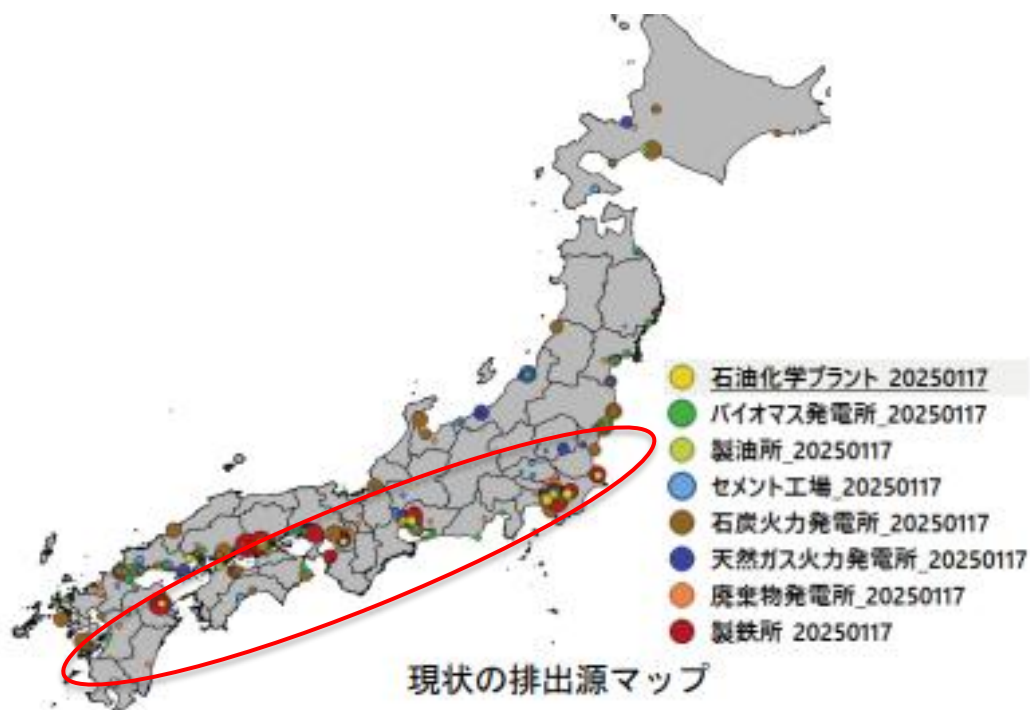 石油化学プラント_20250117
バイオマス発電所_20250117
製油所_20250117
セメント工場_20250117
石炭火力発電所_20250117
天然ガス火力発電所_20250117
廃棄物発電所_20250117
製鉄所_20250117
現状の排出源マップ